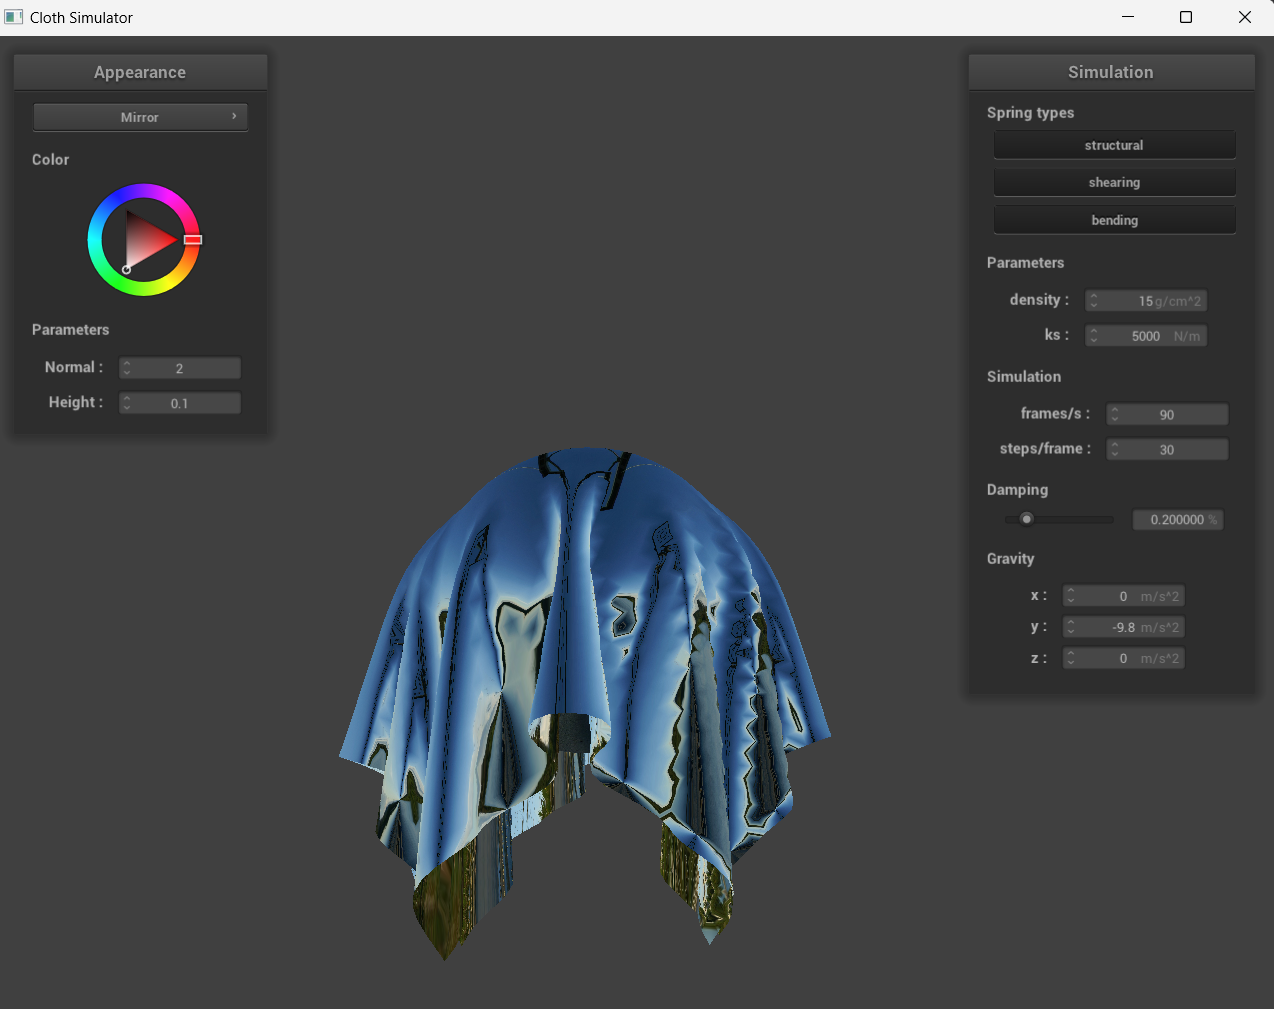 Cloth Simulator
Appearance
Mirror
Color
Parameters
Normal : 2
Height : 0.1
Simulation
Spring types
structural
shearing
bending
Parameters
density : 15 g/cm^2
ks : 5000 N/m
Simulation
frames/s : 90
steps/frame : 30
Damping
0.200000 %
Gravity
x : 0 m/s^2
y : -9.8 m/s^2
z : 0 m/s^2